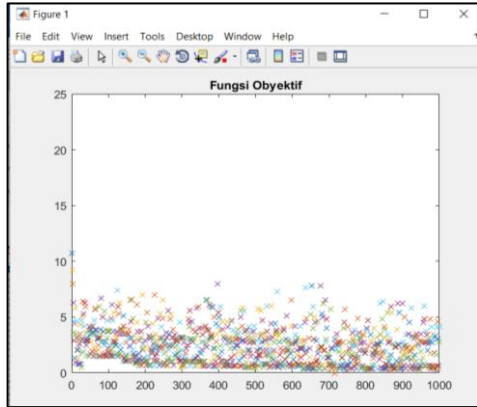 Figure 1
File Edit View Insert Tools Desktop Window Help
Fungsi Obyektif
25
20
15
10
5
0
0 100 200 300 400 500 600 700 800 900 1000